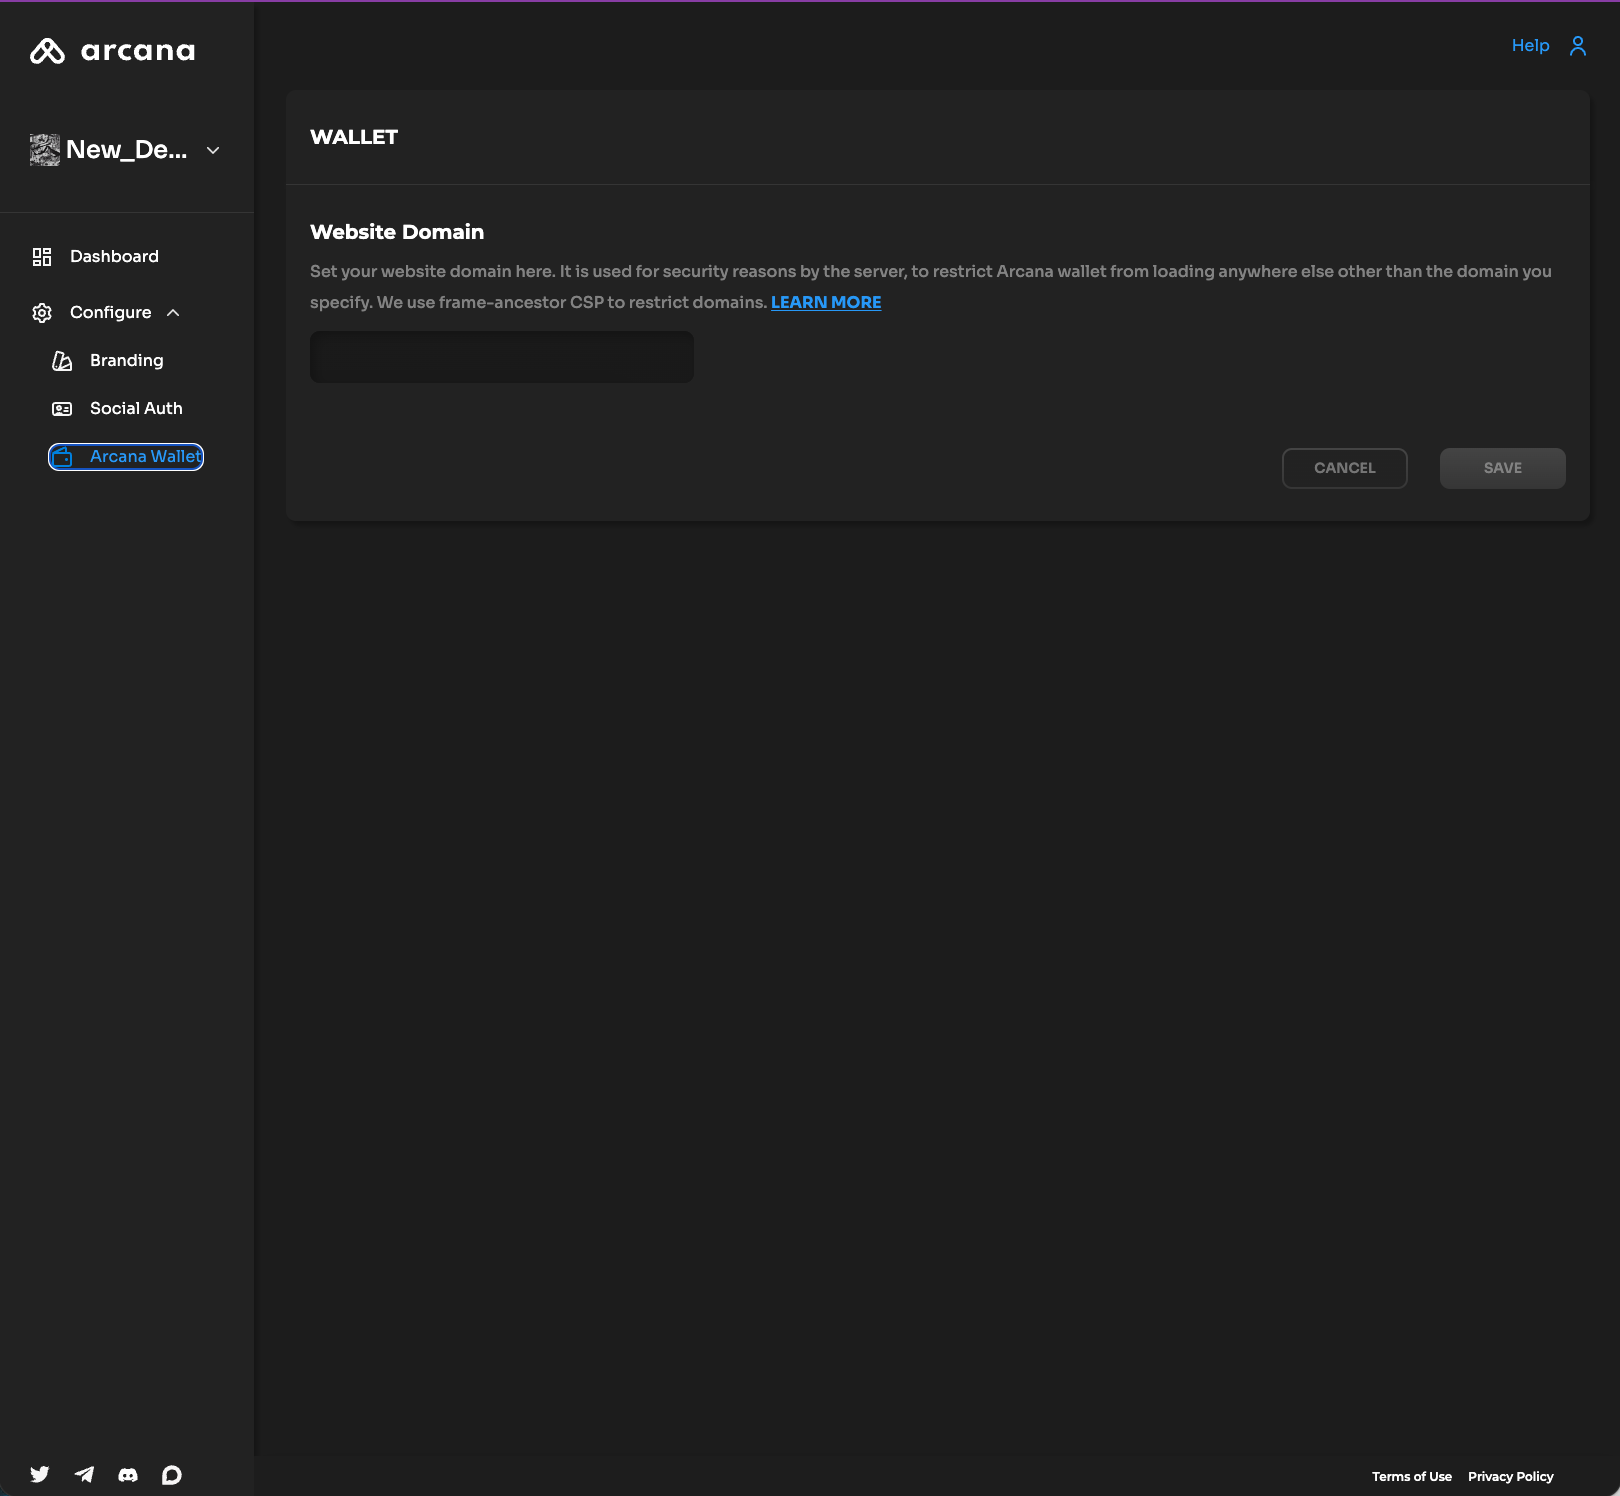 arcana
New_De...
Dashboard
Configure
Branding
Social Auth
Arcana Wallet
Help
WALLET
Website Domain
Set your website domain here. It is used for security reasons by the server, to restrict Arcana wallet from loading anywhere else other than the domain you
specify. We use frame-ancestor CSP to restrict domains. LEARN MORE
CANCEL
SAVE
Terms of Use
Privacy Policy